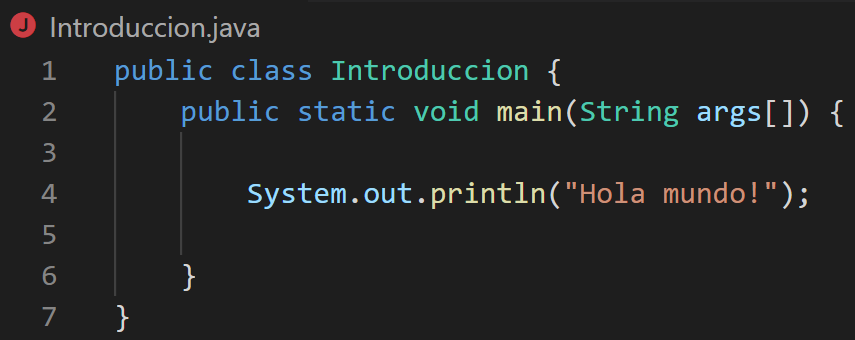 J Introduccion.java
1 public class Introduccion {
2     public static void main(String args[]) {
3
4         System.out.println("Hola mundo!");
5
6     }
7 }